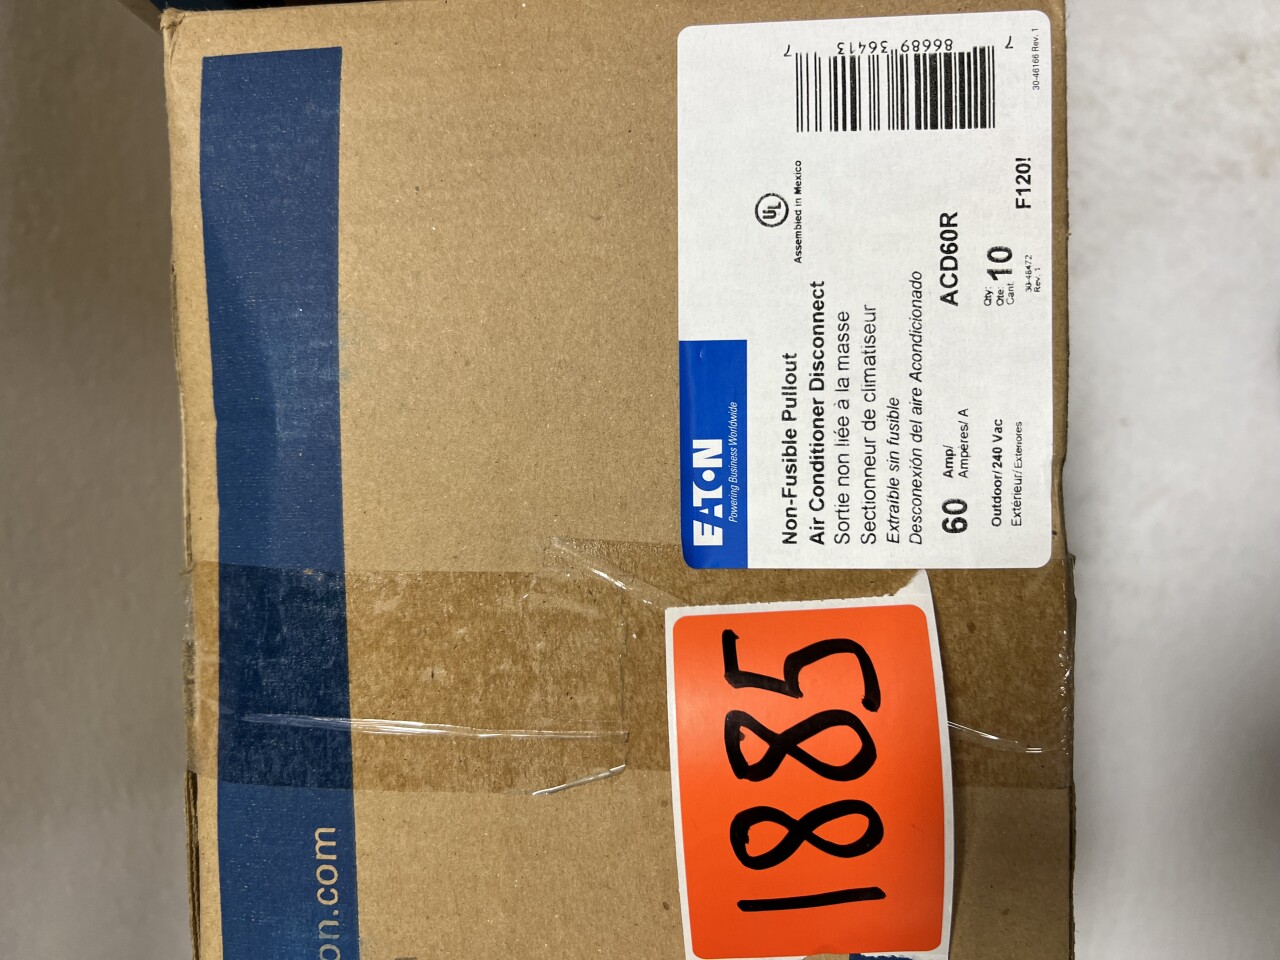 EATON
Powering Business Worldwide
Non-Fusible Pullout
Air Conditioner Disconnect
Sortie non liée à la masse
Sectionneur de climatiseur
Extraible sin fusible
Desconexión del aire Acondicionado
60 Amp/
Ampères/ A
ACD60R
Outdoor/240 Vac
Extérieur/ Exteriores
Qty:
Qte:
Cant.
10
30-46472
Rev. 1
F120!
UL
Assembled in Mexico
7 86689 36413 7
30-46166 Rev. 1
1885
on.com